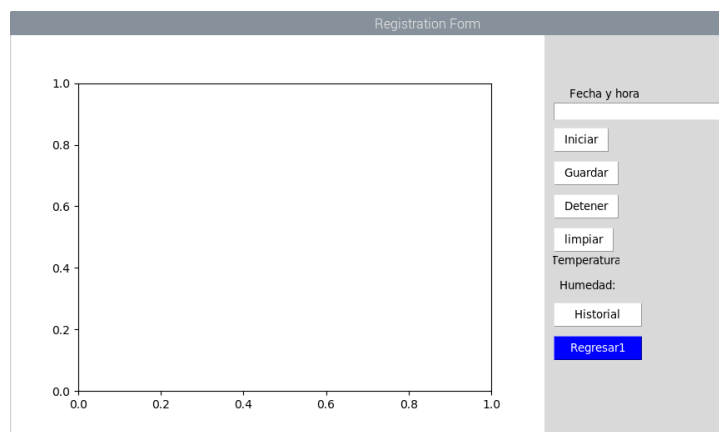 Registration Form
1.0
0.8
0.6
0.4
0.2
0.0
0.0 0.2 0.4 0.6 0.8 1.0
Fecha y hora
Iniciar
Guardar
Detener
limpiar
Temperatura
Humedad:
Historial
Regresar1